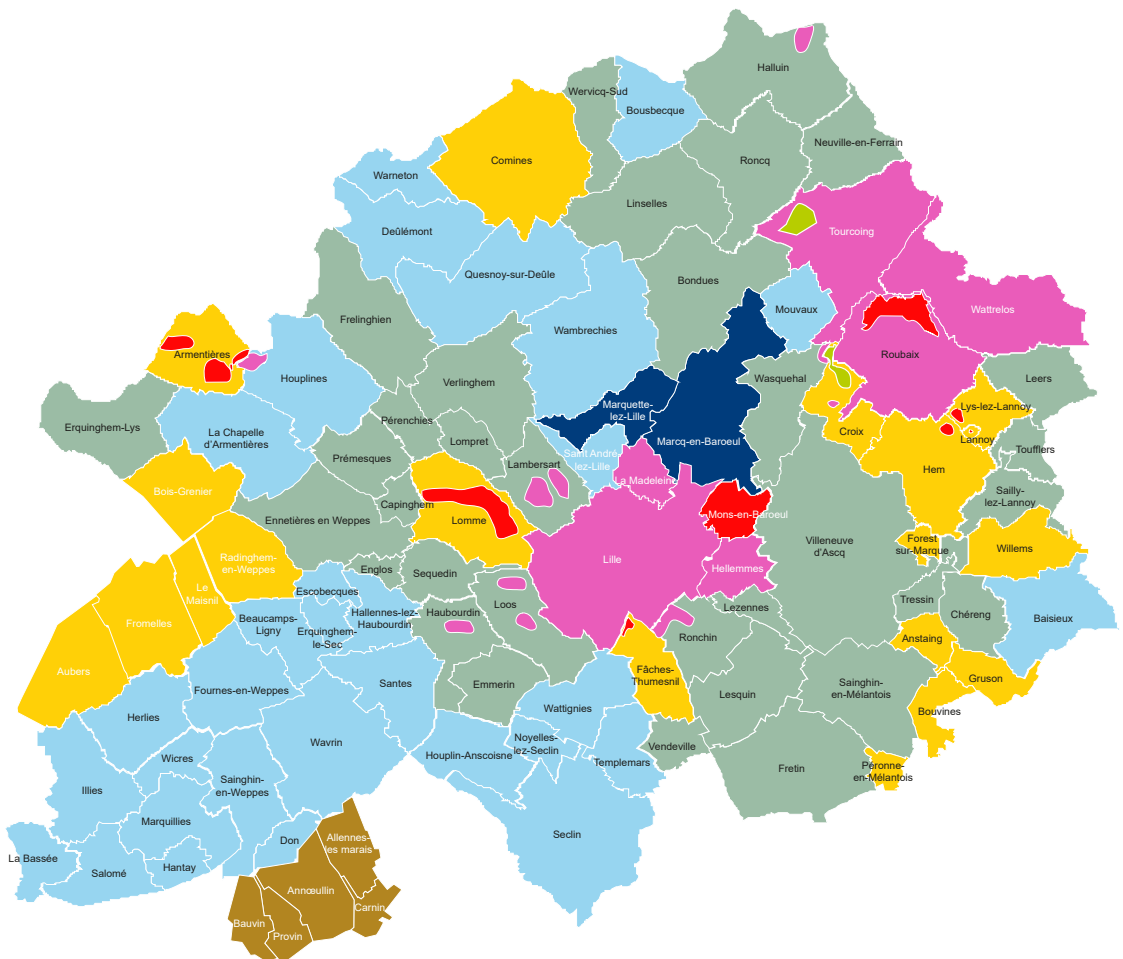 Halluin
Wervicq-Sud
Bousbecque
Neuville-en-Ferrain
Comines
Roncq
Warneton
Linselles
Deûlémont
Tourcoing
Quesnoy-sur-Deûle
Bondues
Frelinghien
Wambrechies
Mouvaux
Wattrelos
Armentières
Roubaix
Houplines
Verlinghem
Wasquehal
Leers
Erquinghem-Lys
La Chapelle
d'Armentières
Pérenchies
Marquette-
lez-Lille
Lys-lez-Lannoy
Lompret
Marcq-en-Baroeul
Croix
Lannoy
Toufflers
Prémesques
Lambersart
Saint André-
lez-Lille
La Madeleine
Hem
Bois-Grenier
Capinghem
Sailly-
lez-Lannoy
Ennetières en Weppes
Lomme
Mons-en-Baroeul
Villeneuve
d'Ascq
Forest
sur-Marque
Willems
Radinghem-
en-Weppes
Englos
Sequedin
Lille
Hellemmes
Le
Maisnil
Escobecques
Fromelles
Beaucamps-
Ligny
Erquinghem-
le-Sec
Hallennes-lez-
Haubourdin
Haubourdin
Loos
Lezennes
Ronchin
Tressin
Chéreng
Baisieux
Anstaing
Aubers
Fâches-
Thumesnil
Gruson
Fournes-en-Weppes
Santes
Emmerin
Lesquin
Sainghin-
en-Mélantois
Bouvines
Herlies
Wattignies
Wavrin
Noyelles-
lez-Seclin
Vendeville
Wicres
Houplin-Anscoisne
Templemars
Fretin
Péronne-
en-Mélantois
Illies
Sainghin-
en-Weppes
Marquillies
Seclin
Don
Allennes-
les marais
La Bassée
Salomé
Hantay
Annœullin
Carnin
Bauvin
Provin